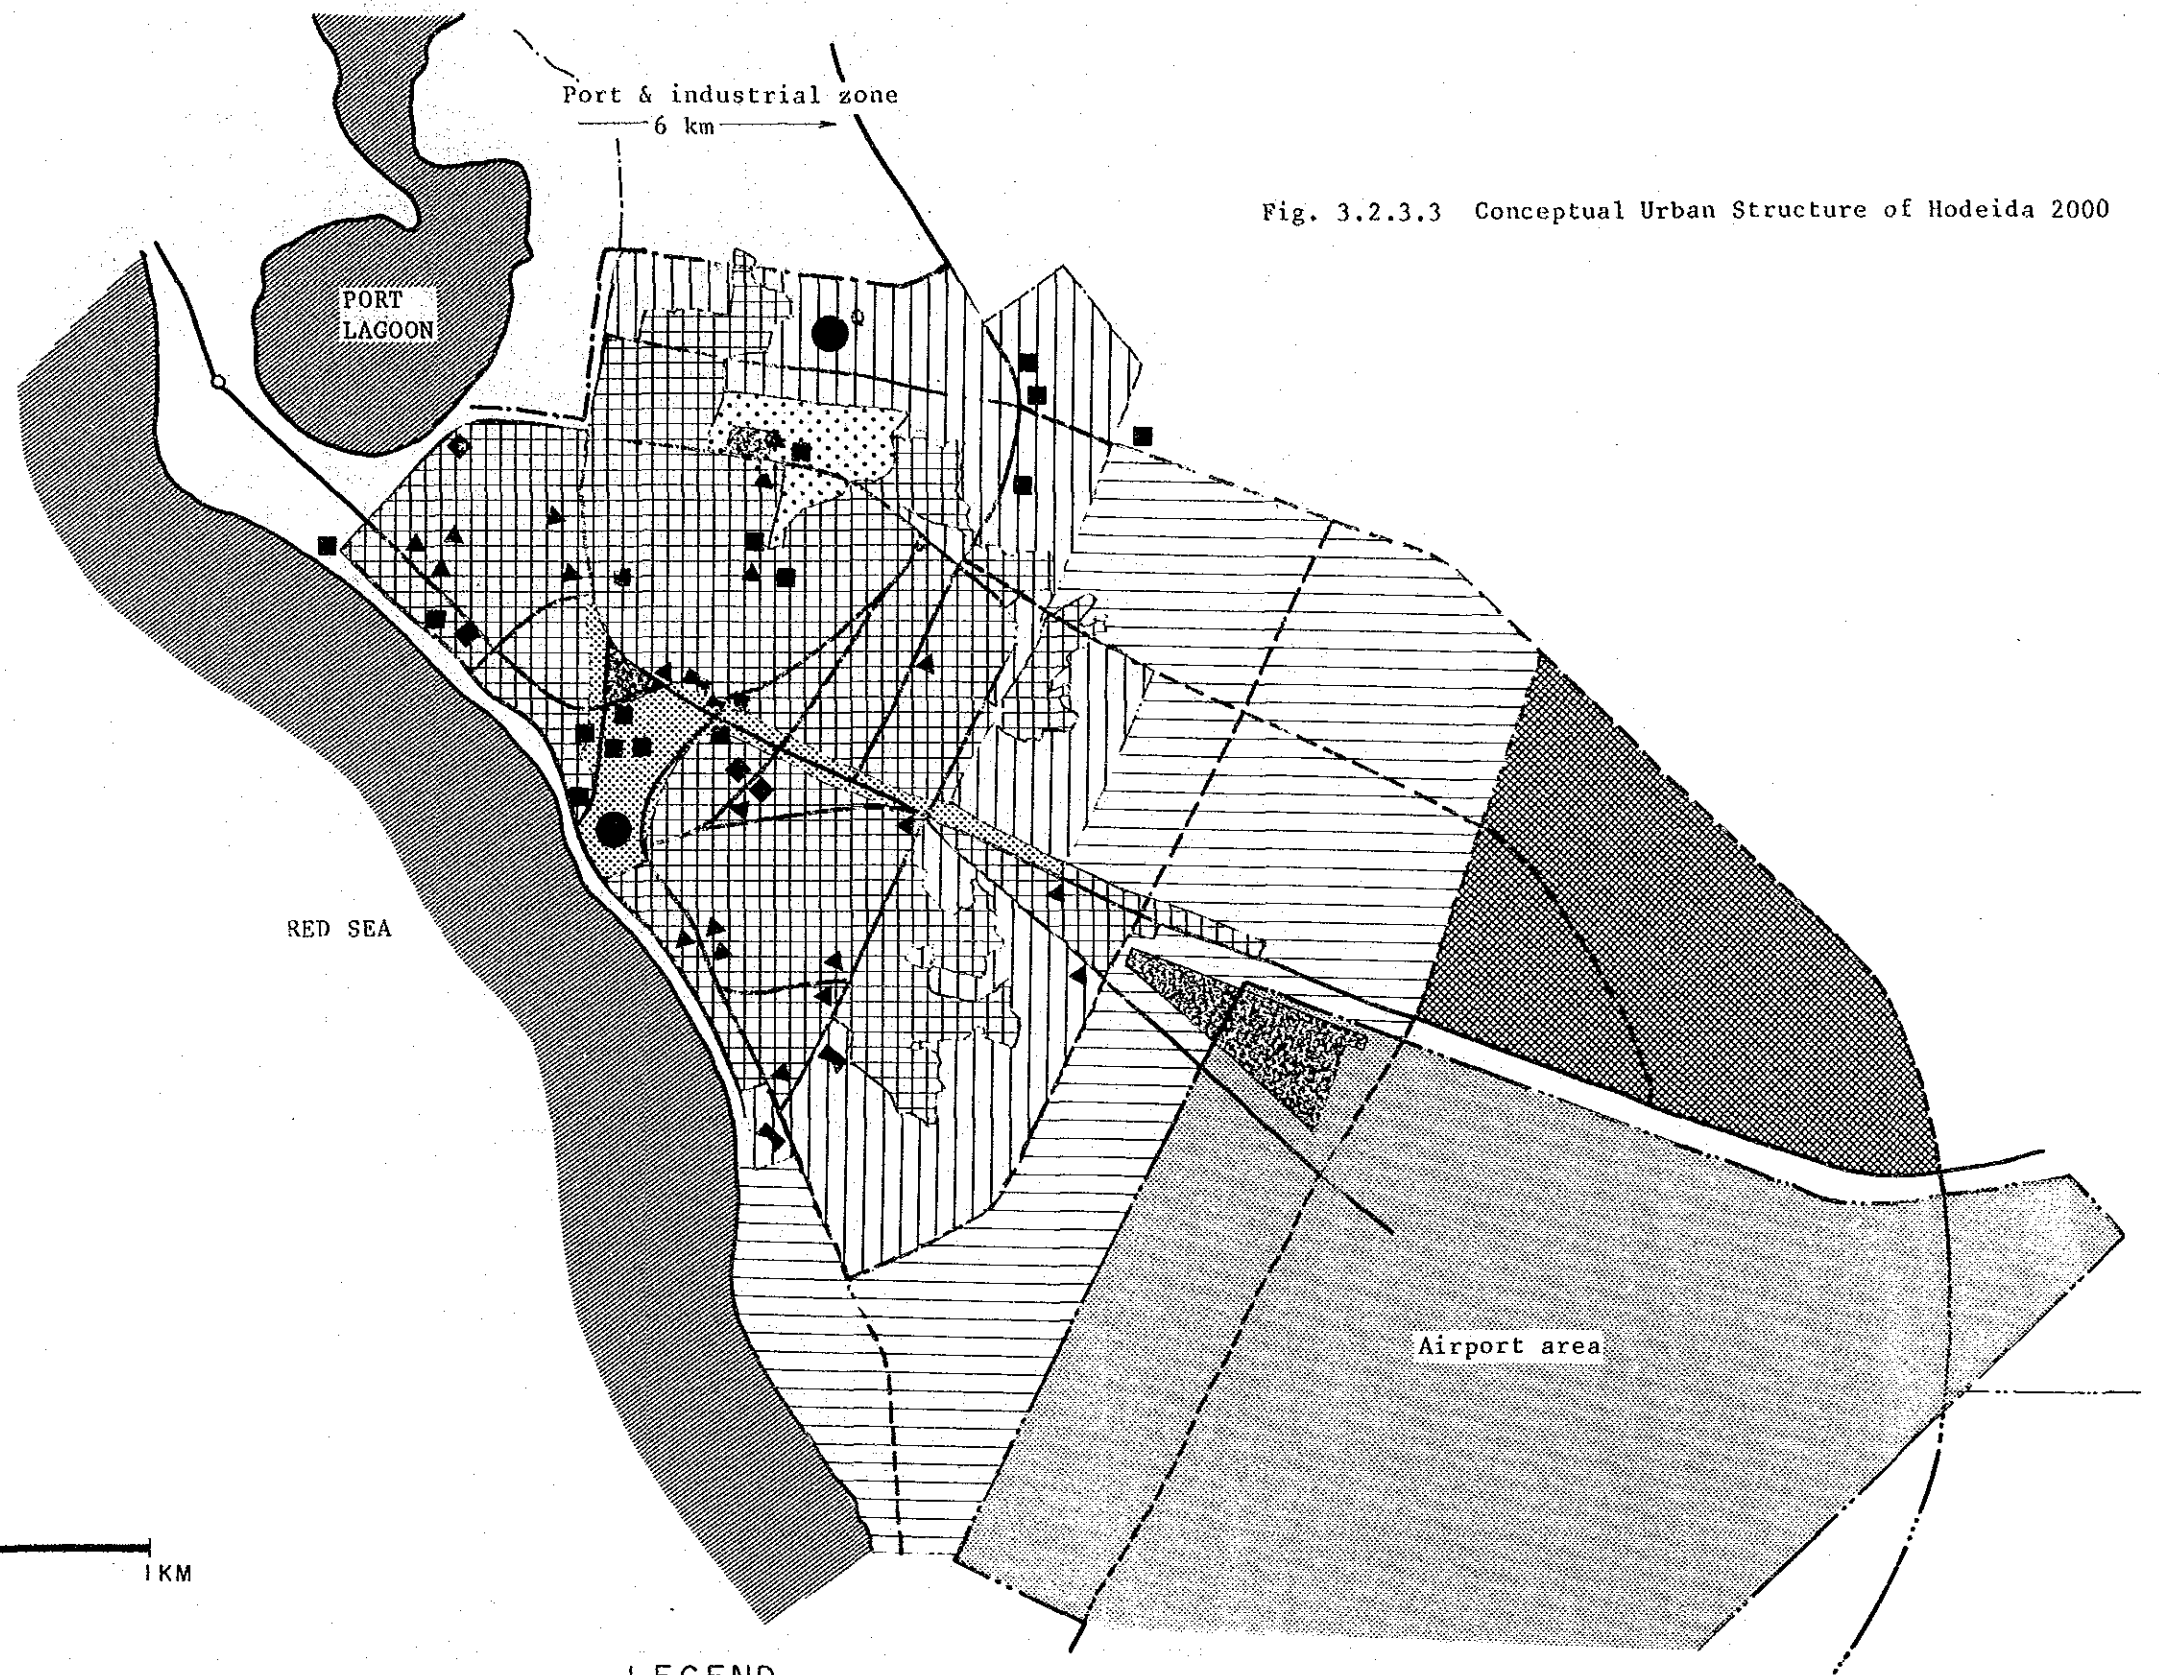 Port & industrial zone
6 km
Fig. 3.2.3.3 Conceptual Urban Structure of Hodeida 2000
PORT
LAGOON
RED SEA
Airport area
1KM
LEGEND